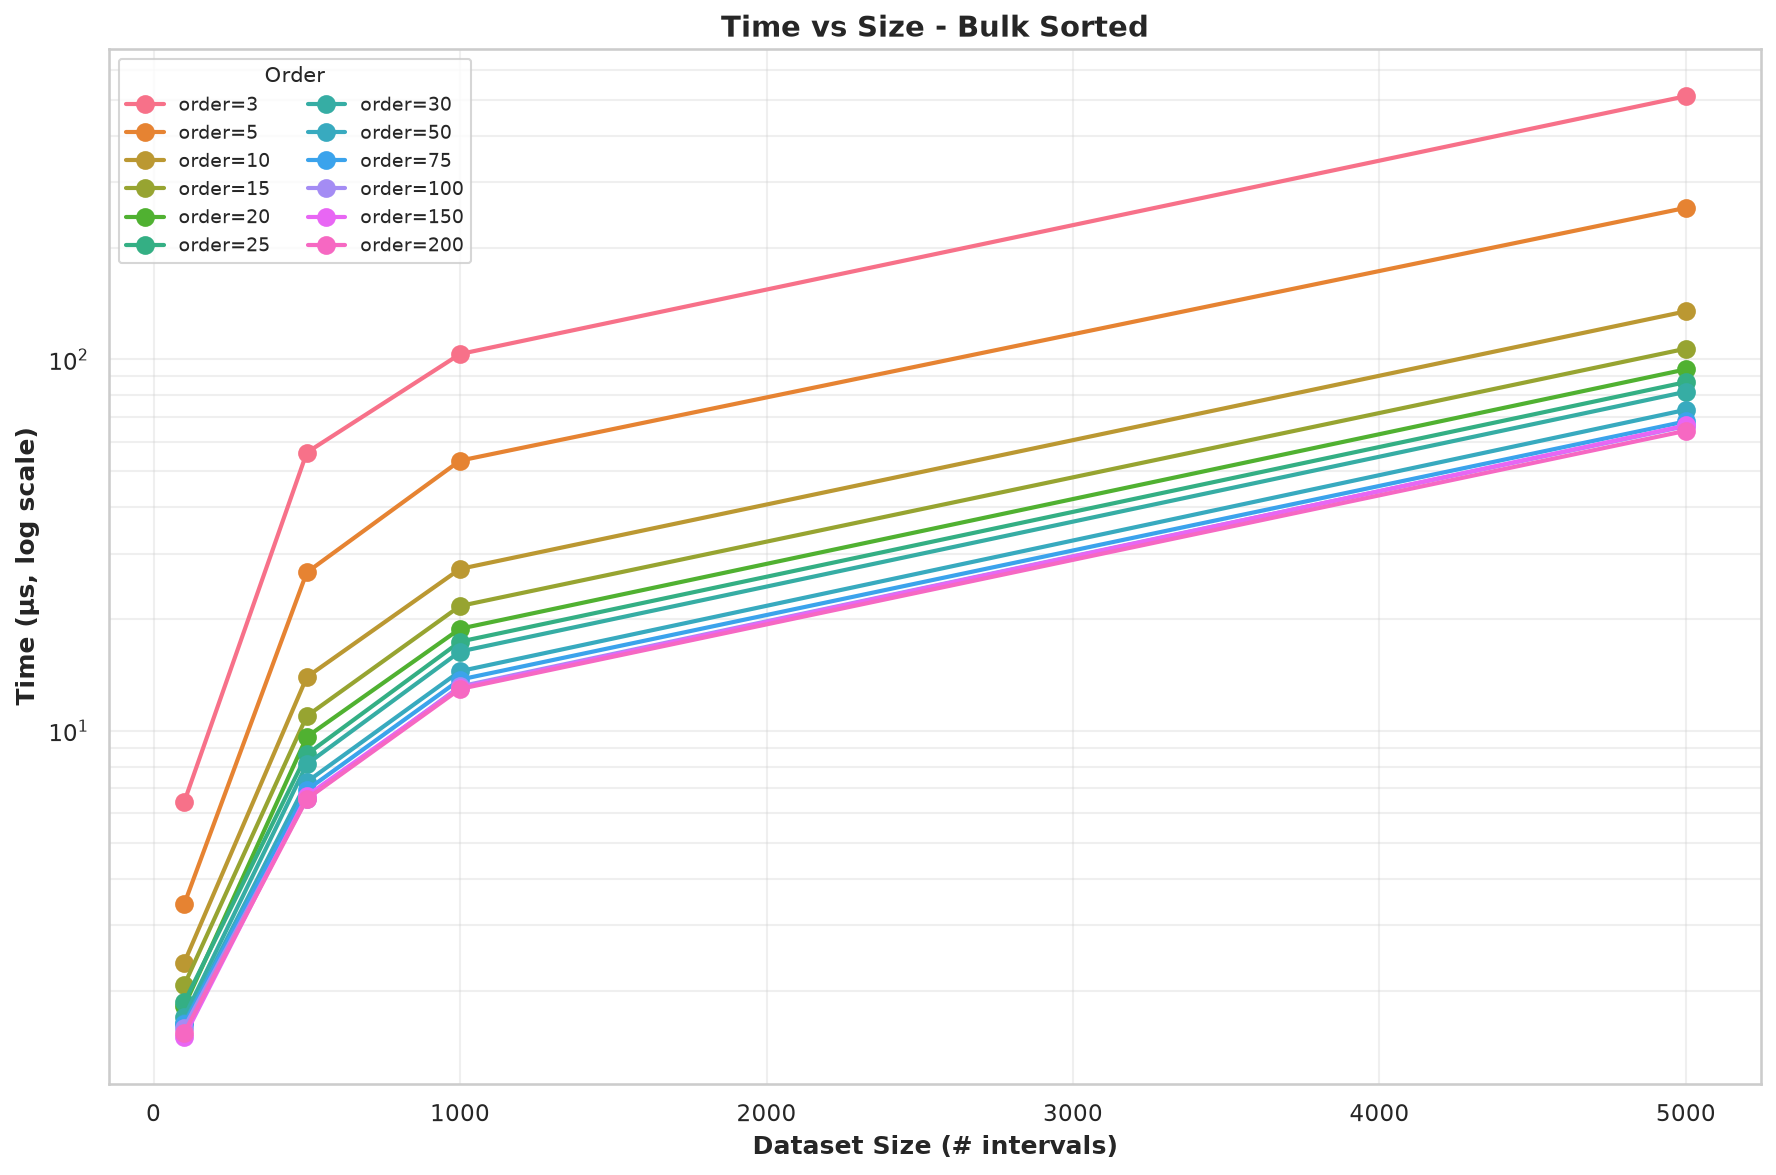 Time vs Size - Bulk Sorted
Order
order=3
order=5
order=10
order=15
order=20
order=25
order=30
order=50
order=75
order=100
order=150
order=200
Time (µs, log scale)
10²
10¹
0 1000 2000 3000 4000 5000
Dataset Size (# intervals)